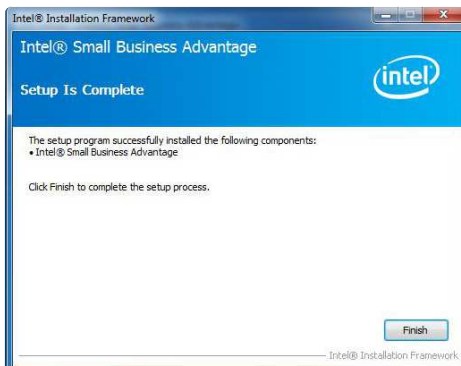 Intel® Installation Framework
Intel® Small Business Advantage
Setup Is Complete
intel
The setup program successfully installed the following components:
• Intel® Small Business Advantage
Click Finish to complete the setup process.
Finish
Intel® Installation Framework